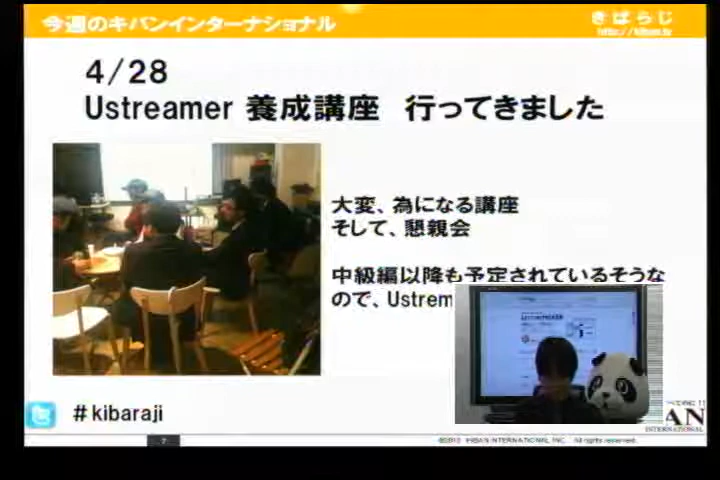 今週のキバンインターナショナル
きばらじ
http://kiban.tv
4/28
Ustreamer 養成講座 行ってきました
大変、為になる講座
そして、懇親会
中級編以降も予定されているそうな
ので、Ustrem
#kibaraji
AN
INTERNATIONAL
7
©2010 KIBAN INTERNATIONAL INC. All rights reserved.